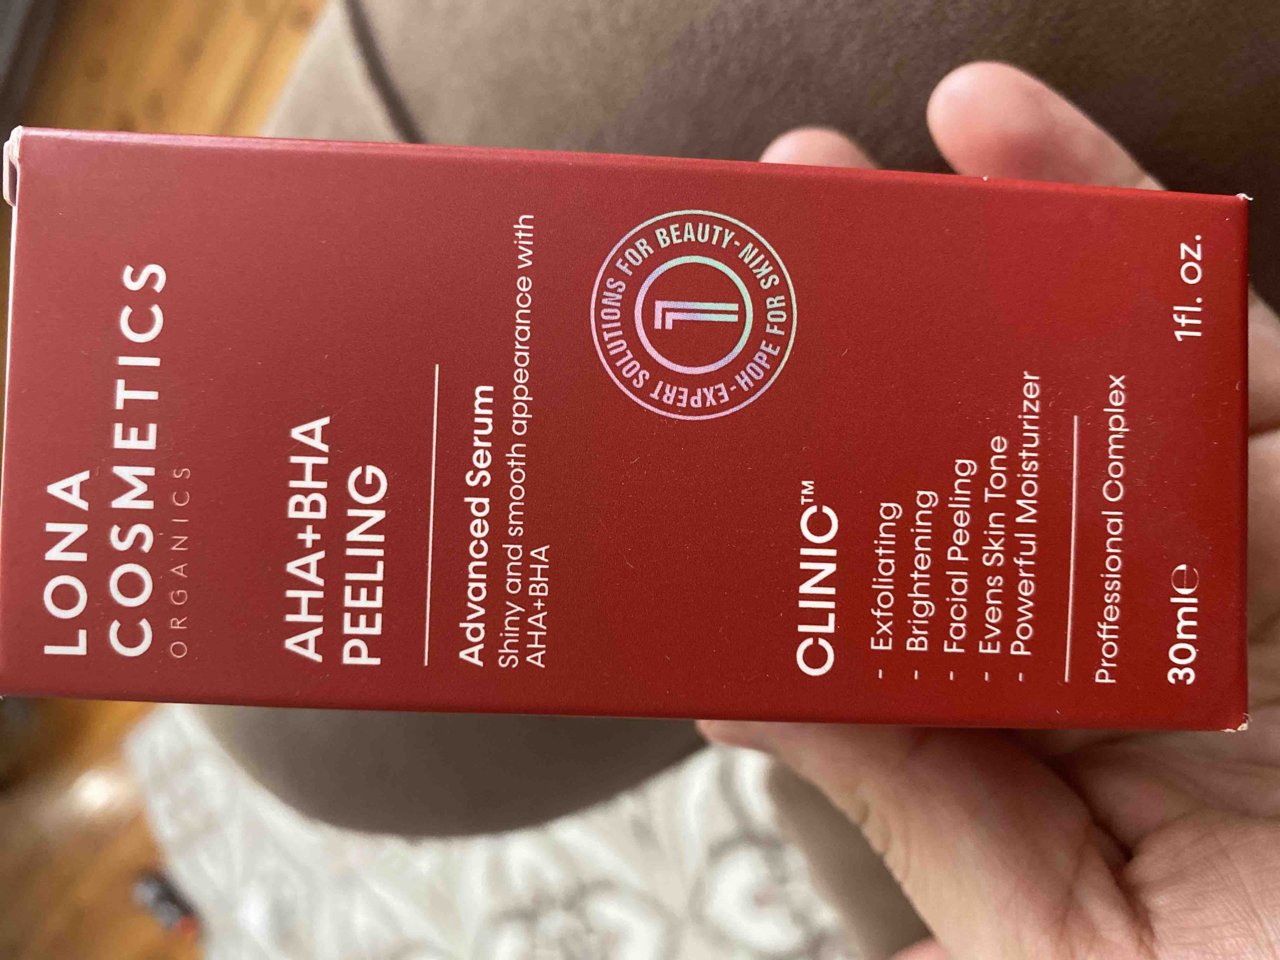 LONA
COSMETICS
ORGANICS
AHA+BHA
PEELING
Advanced Serum
Shiny and smooth appearance with
AHA+BHA
EXPERT SOLUTIONS FOR BEAUTY-HOPE FOR SKIN-
1
CLINIC™
- Exfoliating
- Brightening
- Facial Peeling
- Evens Skin Tone
- Powerful Moisturizer
Proffessional Complex
30ml℮ 1fl. oz.